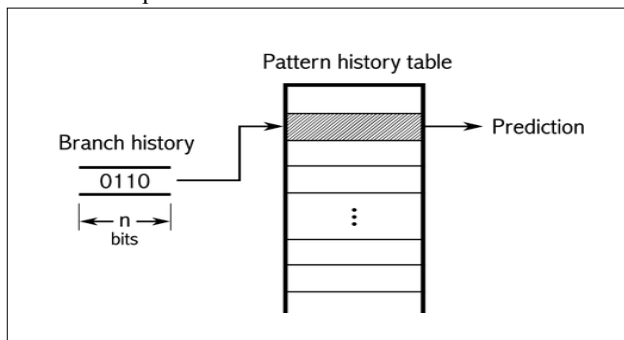 Pattern history table
Prediction
Branch history
0110
n
bits